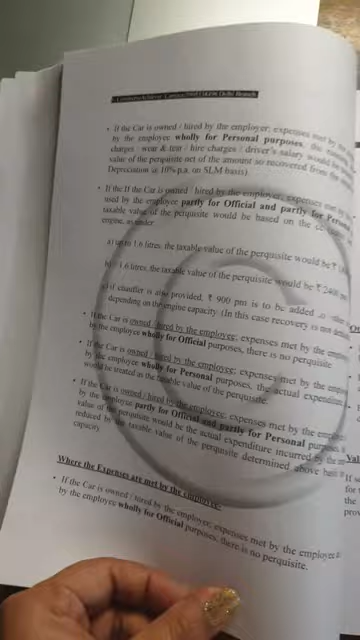 • If the Car is owned / hired by the employer; expenses met by the
by the employee wholly for Personal purposes, the
charges / wear & tear / hire charges / driver's salary would be
value of the perquisite net of the amount so recovered from the
Depreciation @ 10% p.a. on SLM basis).
• If the If the Car is owned / hired by the employer; expenses met by
used by the employee partly for Official and partly for Personal
taxable value of the perquisite would be based on the
engine, as under:
a) up to 1.6 litres, the taxable value of the perquisite would be ₹
b) 1.6 litres, the taxable value of the perquisite would be ₹ 2400
c) if chauffer is also provided, ₹ 900 pm is to be added
depending on the engine capacity. (In this case recovery is not
• If the Car is owned / hired by the employee; expenses met by the
by the employee wholly for Official purposes, there is no perquisite.
• If the Car is owned / hired by the employee; expenses met by the
by the employee wholly for Personal purposes, the actual expenditure
would be treated as the taxable value of the perquisite.
• If the Car is owned / hired by the employee; expenses met by the
by the employee partly for Official and partly for Personal purposes,
value of the perquisite would be the actual expenditure incurred by the
reduced by the taxable value of the perquisite determined above
capacity.
Where the Expenses are met by the employee:
• If the Car is owned / hired by the employer; expenses met by the employee
by the employee wholly for Official purposes, there is no perquisite.
Val
If
for
the
prov